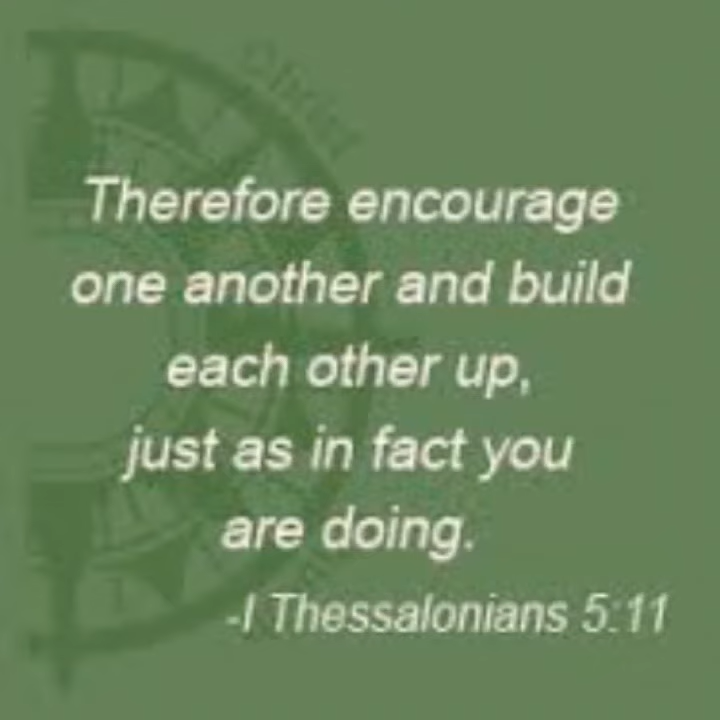 Christ
Therefore encourage
one another and build
each other up,
just as in fact you
are doing.
-I Thessalonians 5:11